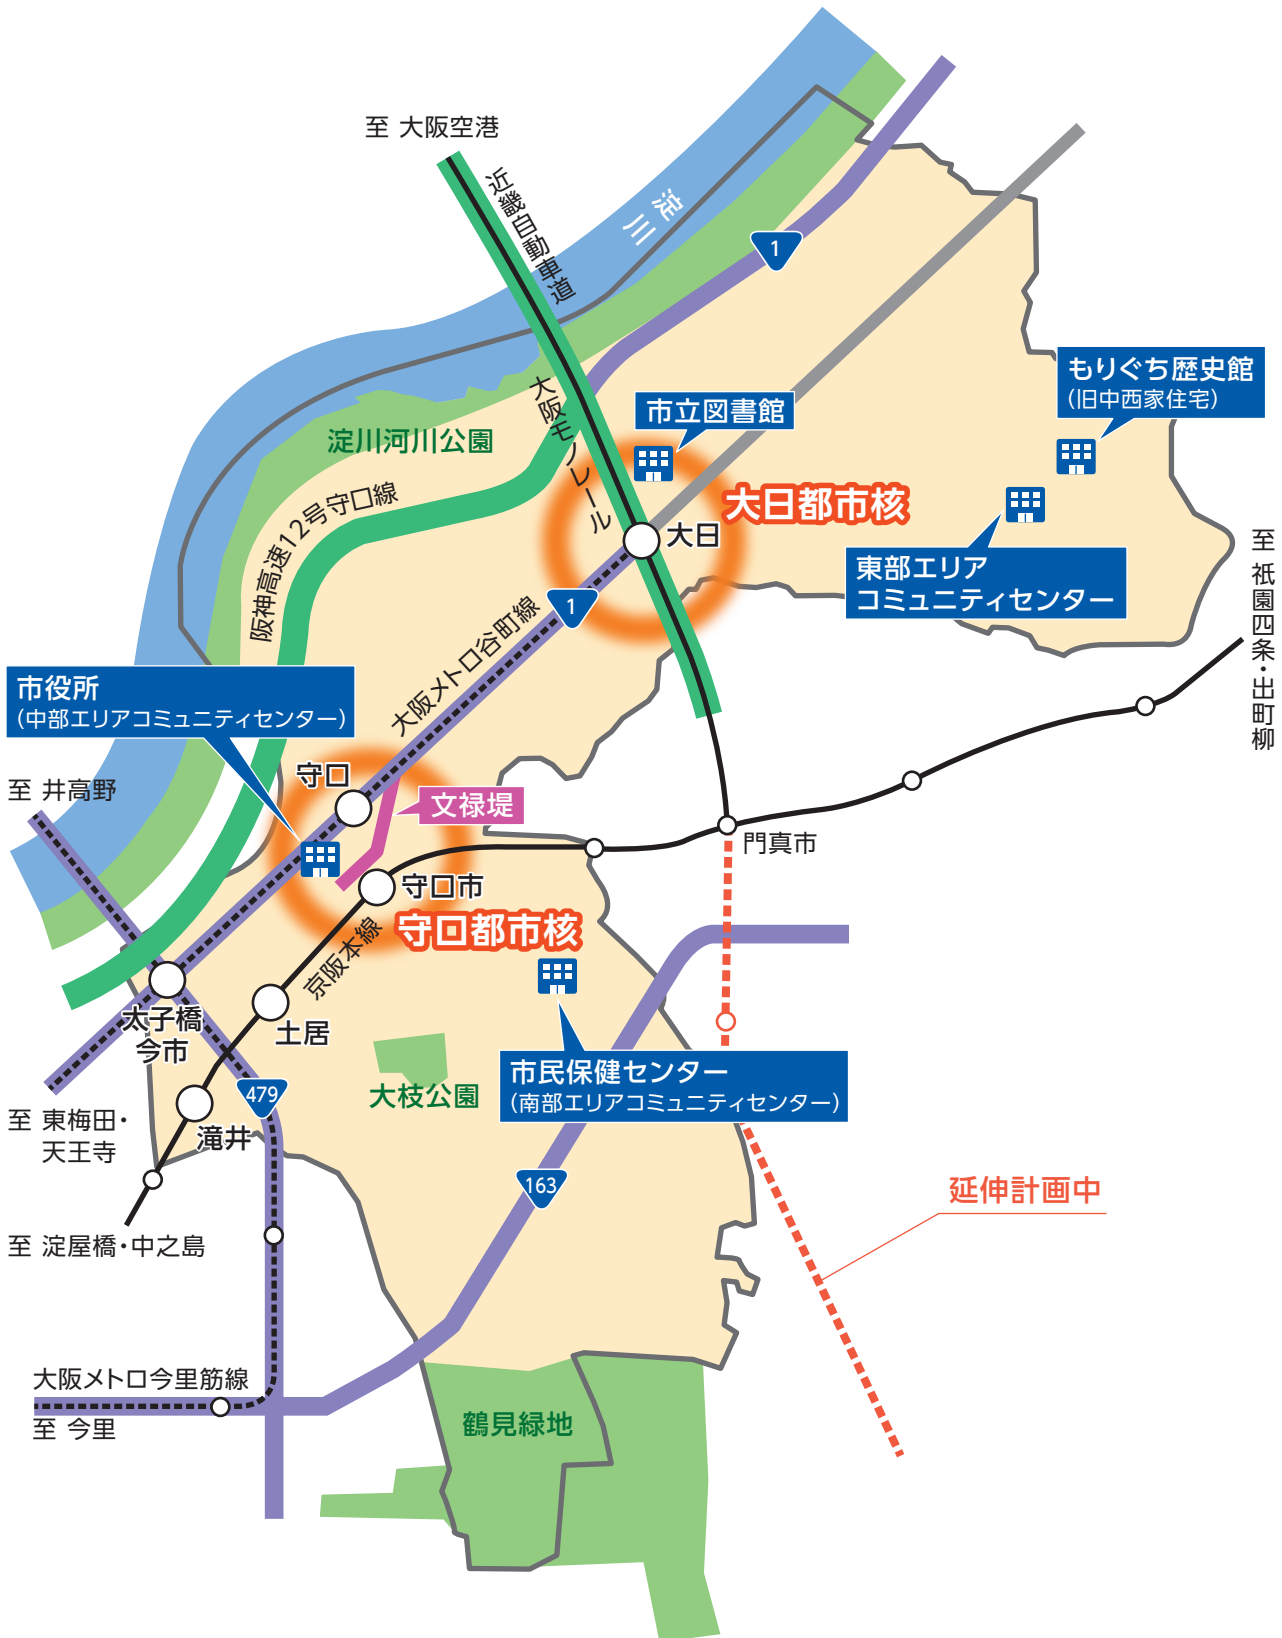 至 大阪空港
近畿自動車道
淀川
1
もりぐち歴史館
(旧中西家住宅)
市立図書館
大阪モノレール
淀川河川公園
大日都市核
阪神高速12号守口線
大日
東部エリア
コミュニティセンター
至 祇園四条・出町柳
1
大阪メトロ谷町線
市役所
(中部エリアコミュニティセンター)
守口
至 井高野
文禄堤
門真市
守口市
守口都市核
京阪本線
太子橋
今市
土居
市民保健センター
(南部エリアコミュニティセンター)
大枝公園
479
至 東梅田・
天王寺
滝井
163
延伸計画中
至 淀屋橋・中之島
大阪メトロ今里筋線
至 今里
鶴見緑地